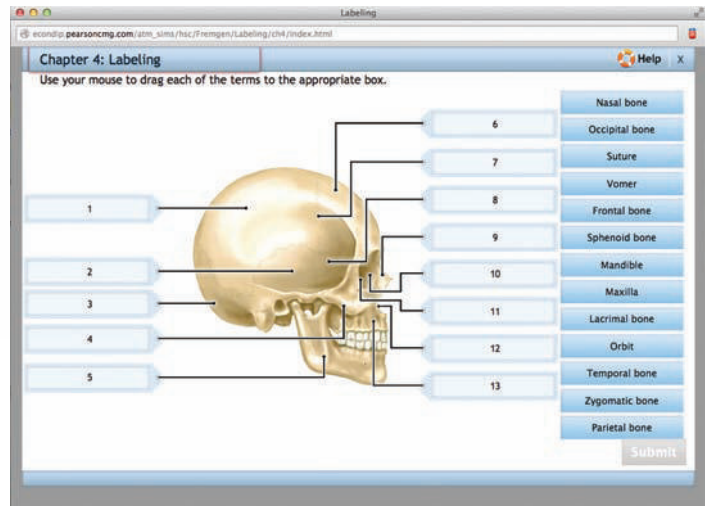 Labeling
econdip.pearsoncmg.com/atm_sims/hsc/Fremgen/Labeling/ch4/index.html
Chapter 4: Labeling
Help X
Use your mouse to drag each of the terms to the appropriate box.
1
2
3
4
5
6
7
8
9
10
11
12
13
Nasal bone
Occipital bone
Suture
Vomer
Frontal bone
Sphenoid bone
Mandible
Maxilla
Lacrimal bone
Orbit
Temporal bone
Zygomatic bone
Parietal bone
Submit